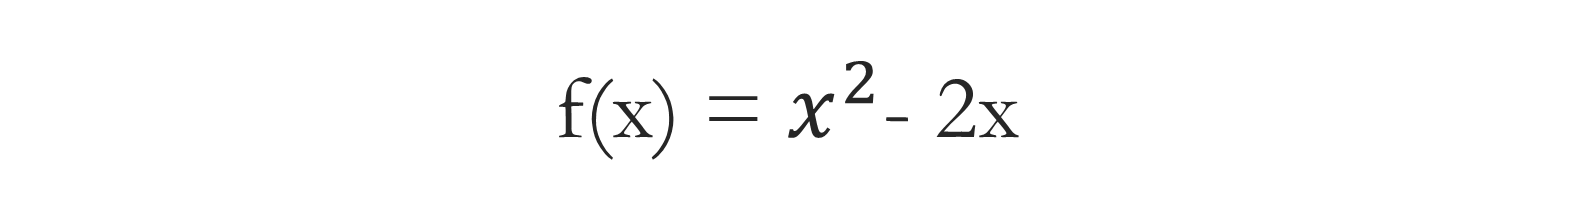 f(x) = x² - 2x